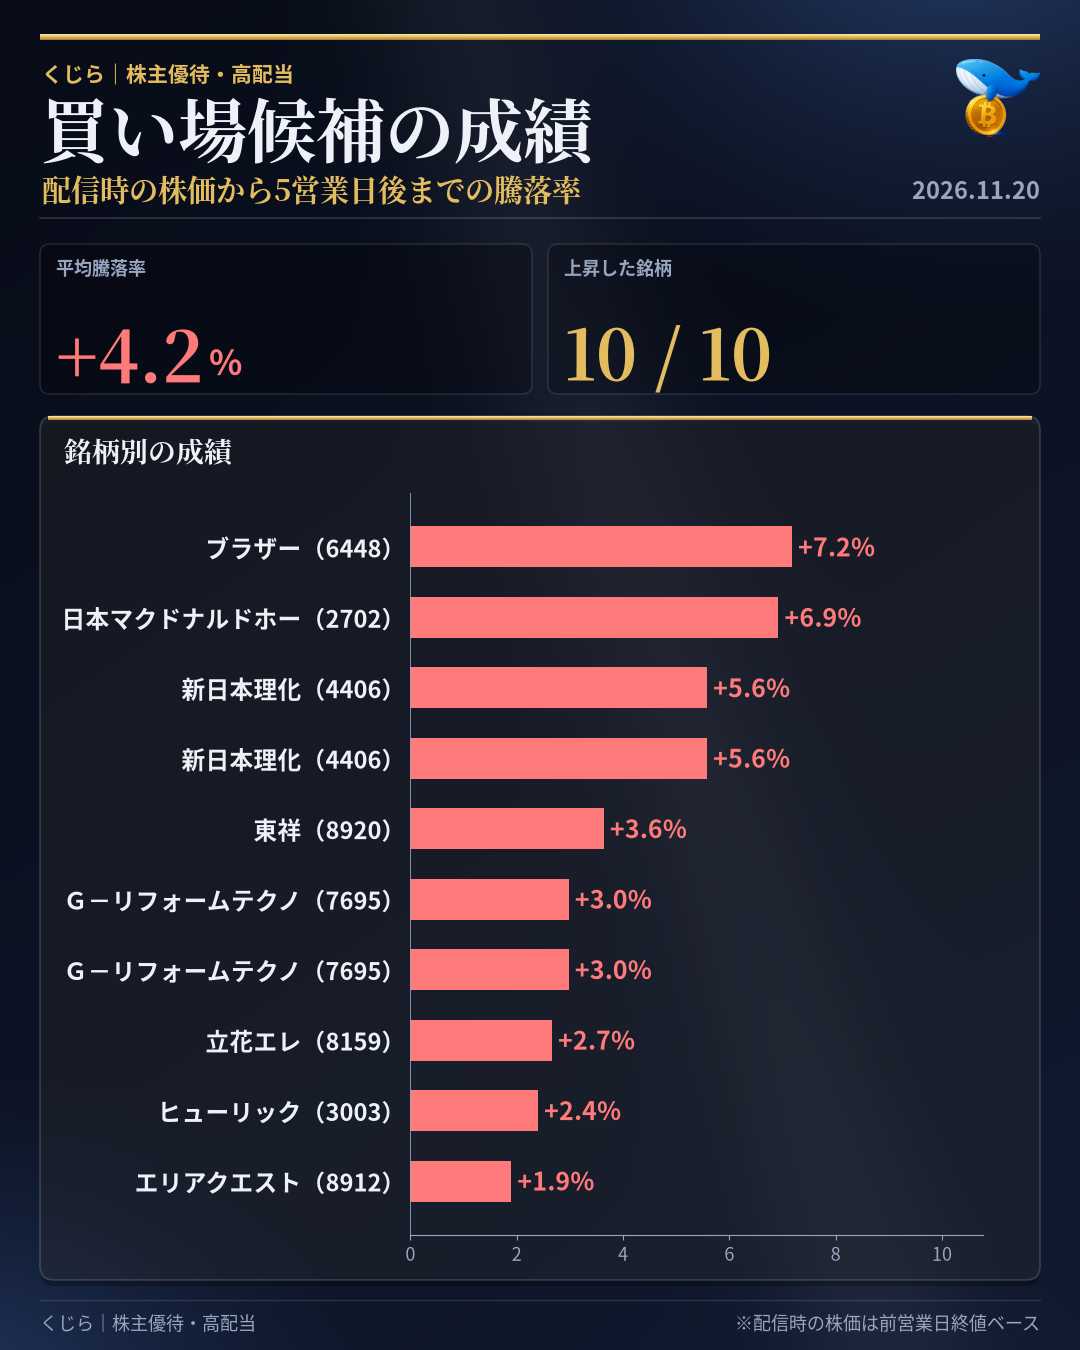 くじら｜株主優待・高配当
買い場候補の成績
配信時の株価から5営業日後までの騰落率
2026.11.20
平均騰落率
+4.2%
上昇した銘柄
10 / 10
銘柄別の成績
ブラザー（6448） +7.2%
日本マクドナルドホー（2702） +6.9%
新日本理化（4406） +5.6%
新日本理化（4406） +5.6%
東祥（8920） +3.6%
Ｇ－リフォームテクノ（7695） +3.0%
Ｇ－リフォームテクノ（7695） +3.0%
立花エレ（8159） +2.7%
ヒューリック（3003） +2.4%
エリアクエスト（8912） +1.9%
0 2 4 6 8 10
くじら｜株主優待・高配当
※配信時の株価は前営業日終値ベース